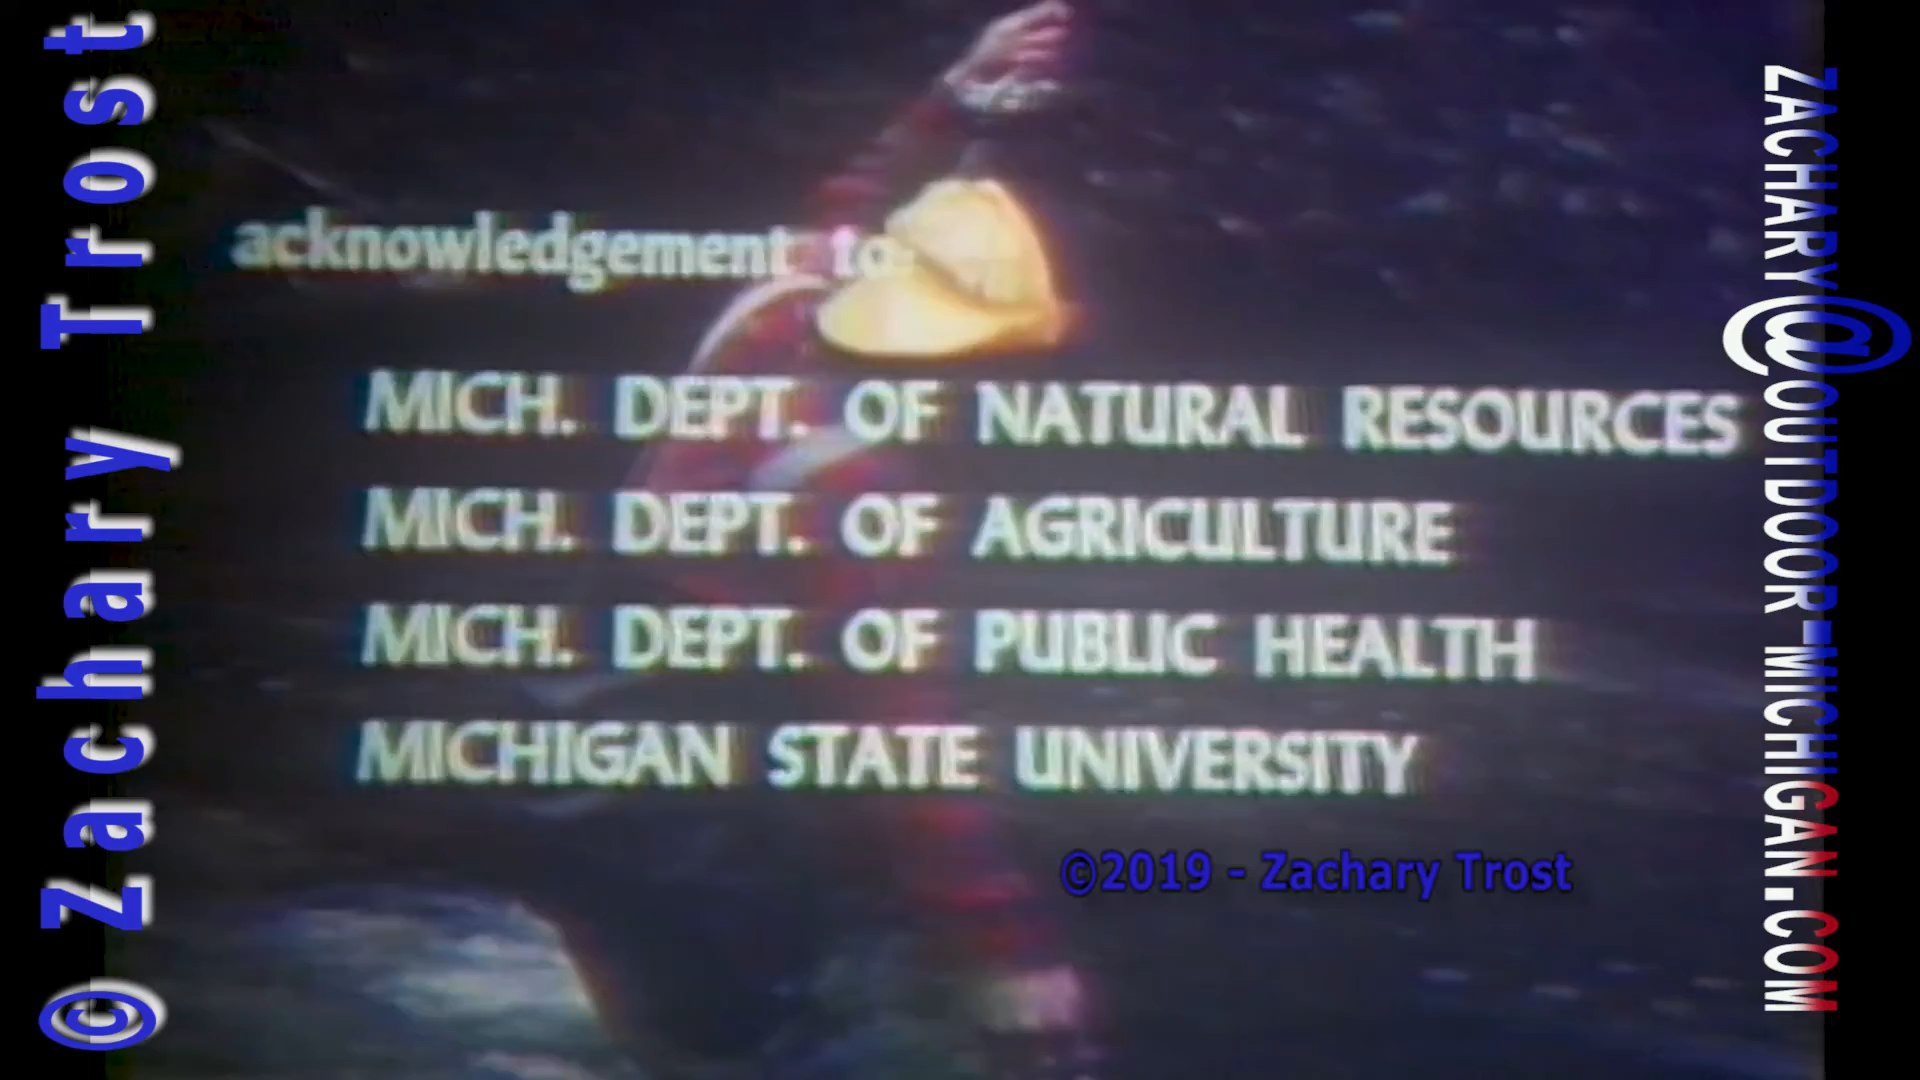 © Zachary Trost
acknowledgement to
MICH. DEPT. OF NATURAL RESOURCES
MICH. DEPT. OF AGRICULTURE
MICH. DEPT. OF PUBLIC HEALTH
MICHIGAN STATE UNIVERSITY
©2019 - Zachary Trost
ZACHARY@OUTDOOR-MICHIGAN.COM